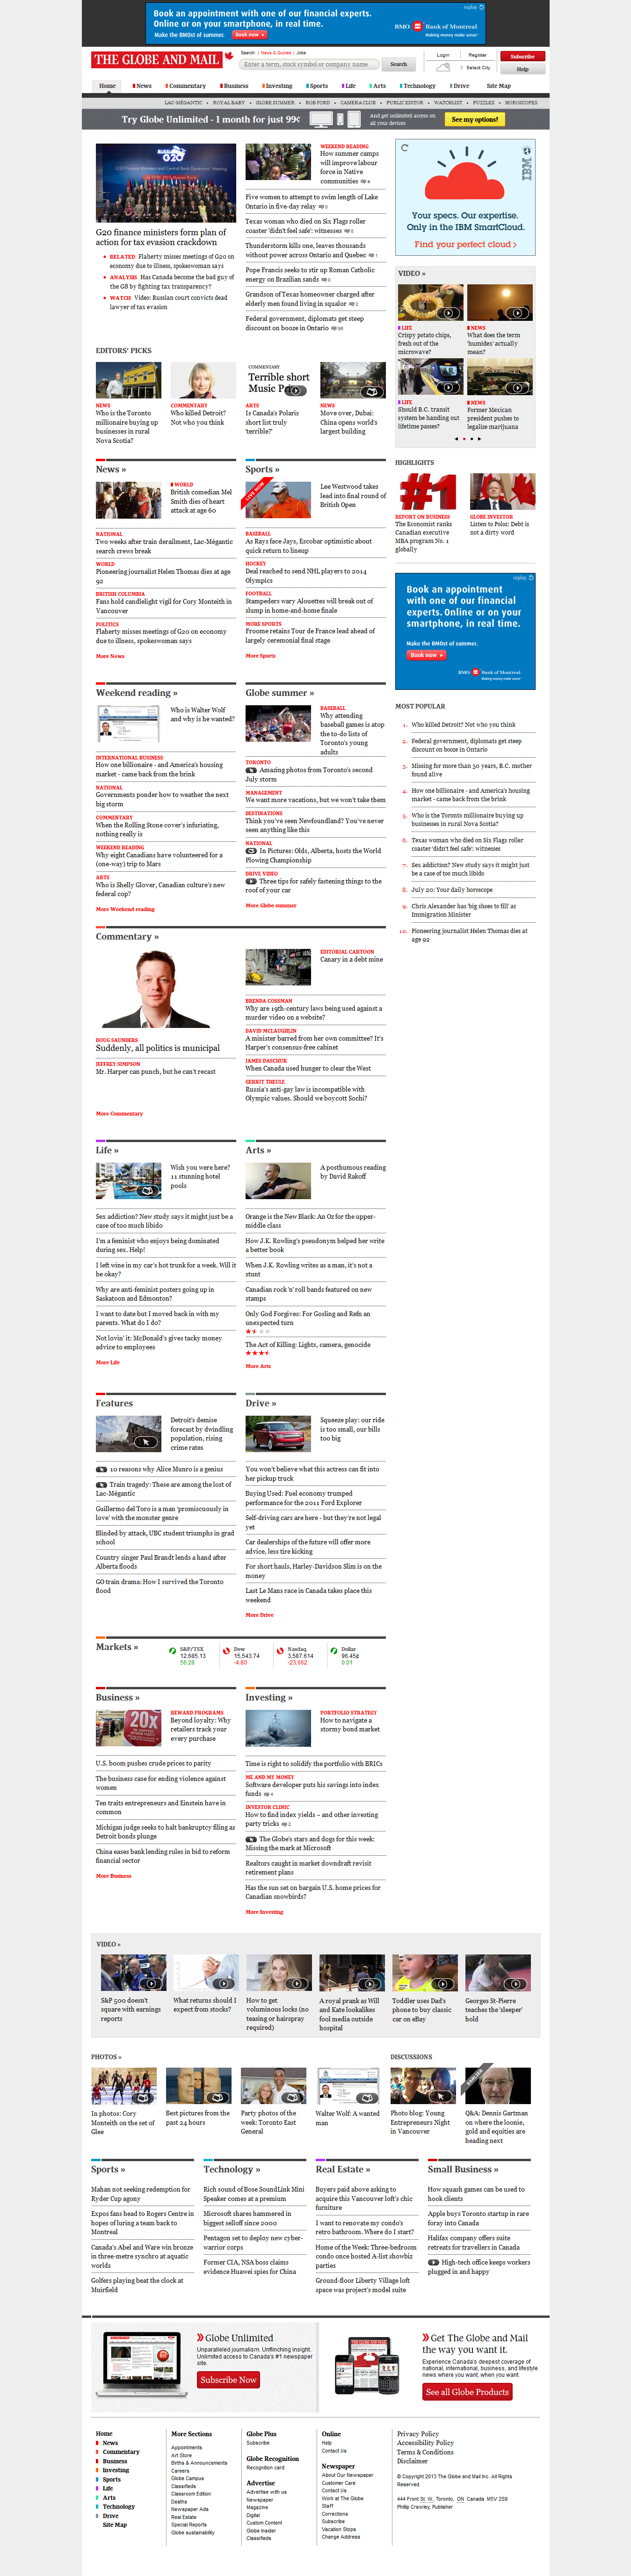 Book an appointment with one of our financial experts.
Online or on your smartphone, in real time.
Make the BMOst of summer. Book now
BMO Bank of Montreal
Making money make sense
replay
THE GLOBE AND MAIL
Search: News & Quotes Jobs
Enter a term, stock symbol or company name
Search
Login Register
Select City
Subscribe
Help
Home News Commentary Business Investing Sports Life Arts Technology Drive Site Map
LAC-MÉGANTIC ROYAL BABY GLOBE SUMMER ROB FORD CAMERA CLUB PUBLIC EDITOR WATCHLIST PUZZLES HOROSCOPES
Try Globe Unlimited - 1 month for just 99¢
And get unlimited access on
all your devices
See my options!
G20 finance ministers form plan of
action for tax evasion crackdown
RELATED Flaherty misses meetings of G20 on
economy due to illness, spokeswoman says
ANALYSIS Has Canada become the bad guy of
the G8 by fighting tax transparency?
WATCH Video: Russian court convicts dead
lawyer of tax evasion
WEEKEND READING
How summer camps
will improve labour
force in Native
communities 4
Five women to attempt to swim length of Lake
Ontario in five-day relay
Texas woman who died on Six Flags roller
coaster 'didn't feel safe': witnesses
Thunderstorm kills one, leaves thousands
without power across Ontario and Quebec
Pope Francis seeks to stir up Roman Catholic
energy on Brazilian sands
Grandson of Texas homeowner charged after
elderly men found living in squalor 2
Federal government, diplomats get steep
discount on booze in Ontario
Your specs. Our expertise.
Only in the IBM SmartCloud.
Find your perfect cloud
IBM
VIDEO »
LIFE
Crispy potato chips,
fresh out of the
microwave?
NEWS
What does the term
'humidex' actually
mean?
LIFE
Should B.C. transit
system be handing out
lifetime passes?
NEWS
Former Mexican
president pushes to
legalize marijuana
EDITORS' PICKS
NEWS
Who is the Toronto
millionaire buying up
businesses in rural
Nova Scotia?
COMMENTARY
Who killed Detroit?
Not who you think
COMMENTARY
Terrible short
ARTS
Is Canada's Polaris
short list truly
'terrible?'
NEWS
Move over, Dubai:
China opens world's
largest building
HIGHLIGHTS
#1
REPORT ON BUSINESS
The Economist ranks
Canadian executive
MBA program No. 1
globally
GLOBE INVESTOR
Listen to Poloz: Debt is
not a dirty word
News »
WORLD
British comedian Mel
Smith dies of heart
attack at age 60
NATIONAL
Two weeks after train derailment, Lac-Mégantic
search crews break
WORLD
Pioneering journalist Helen Thomas dies at age
92
BRITISH COLUMBIA
Fans hold candlelight vigil for Cory Monteith in
Vancouver
POLITICS
Flaherty misses meetings of G20 on economy
due to illness, spokeswoman says
More News
Sports »
LIVE NOW
Lee Westwood takes
lead into final round of
British Open
BASEBALL
As Rays face Jays, Escobar optimistic about
quick return to lineup
HOCKEY
Deal reached to send NHL players to 2014
Olympics
FOOTBALL
Stampeders wary Alouettes will break out of
slump in home-and-home finale
MORE SPORTS
Froome retains Tour de France lead ahead of
largely ceremonial final stage
More Sports
replay
Book an appointment
with one of our financial
experts. Online or on your
smartphone, in real time.
Make the BMOst of summer.
Book now
BMO Bank of Montreal
Making money make sense
MOST POPULAR
1. Who killed Detroit? Not who you think
2. Federal government, diplomats get steep
discount on booze in Ontario
3. Missing for more than 50 years, B.C. mother
found alive
4. How one billionaire - and America's housing
market - came back from the brink
5. Who is the Toronto millionaire buying up
businesses in rural Nova Scotia?
6. Texas woman who died on Six Flags roller
coaster 'didn't feel safe': witnesses
7. Sex addiction? New study says it might just
be a case of too much libido
8. July 20: Your daily horoscope
9. Chris Alexander has 'big shoes to fill' as
Immigration Minister
10. Pioneering journalist Helen Thomas dies at
age 92
Weekend reading »
Who is Walter Wolf
and why is he wanted?
INTERNATIONAL BUSINESS
How one billionaire - and America's housing
market - came back from the brink
NATIONAL
Governments ponder how to weather the next
big storm
COMMENTARY
When the Rolling Stone cover's infuriating,
nothing really is
WEEKEND READING
Why eight Canadians have volunteered for a
(one-way) trip to Mars
ARTS
Who is Shelly Glover, Canadian culture's new
federal cop?
More Weekend reading
Globe summer »
BASEBALL
Why attending
baseball games is atop
the to-do lists of
Toronto's young
adults
TORONTO
Amazing photos from Toronto's second
July storm
MANAGEMENT
We want more vacations, but we won't take them
DESTINATIONS
Think you've seen Newfoundland? You've never
seen anything like this
NATIONAL
In Pictures: Olds, Alberta, hosts the World
Plowing Championship
DRIVE VIDEO
Three tips for safely fastening things to the
roof of your car
More Globe summer
Commentary »
DOUG SAUNDERS
Suddenly, all politics is municipal
JEFFREY SIMPSON
Mr. Harper can punch, but he can't recast
More Commentary
EDITORIAL CARTOON
Canary in a debt mine
BRENDA COSSMAN
Why are 19th-century laws being used against a
murder video on a website?
DAVID MCLAUGHLIN
A minister barred from her own committee? It's
Harper's consensus-free cabinet
JAMES DASCHUK
When Canada used hunger to clear the West
GERRIT THEULE
Russia's anti-gay law is incompatible with
Olympic values. Should we boycott Sochi?
Life »
Wish you were here?
11 stunning hotel
pools
Sex addiction? New study says it might just be a
case of too much libido
I'm a feminist who enjoys being dominated
during sex. Help!
I left wine in my car's hot trunk for a week. Will it
be okay?
Why are anti-feminist posters going up in
Saskatoon and Edmonton?
I want to date but I moved back in with my
parents. What do I do?
Not lovin' it: McDonald's gives tacky money
advice to employees
More Life
Arts »
A posthumous reading
by David Rakoff
Orange is the New Black: An Oz for the upper-
middle class
How J.K. Rowling's pseudonym helped her write
a better book
When J.K. Rowling writes as a man, it's not a
stunt
Canadian rock 'n' roll bands featured on new
stamps
Only God Forgives: For Gosling and Refn an
unexpected turn
The Act of Killing: Lights, camera, genocide
More Arts
Features
Detroit's demise
forecast by dwindling
population, rising
crime rates
10 reasons why Alice Munro is a genius
Train tragedy: These are among the lost of
Lac-Mégantic
Guillermo del Toro is a man 'promiscuously in
love' with the monster genre
Blinded by attack, UBC student triumphs in grad
school
Country singer Paul Brandt lends a hand after
Alberta floods
GO train drama: How I survived the Toronto
flood
Drive »
Squeeze play: our ride
is too small, our bills
too big
You won't believe what this actress can fit into
her pickup truck
Buying Used: Fuel economy trumped
performance for the 2011 Ford Explorer
Self-driving cars are here - but they're not legal
yet
Car dealerships of the future will offer more
advice, less tire kicking
For short hauls, Harley-Davidson Slim is on the
money
Last Le Mans race in Canada takes place this
weekend
More Drive
Markets »
S&P/TSX
12,685.13
56.28
Dow
15,543.74
-4.80
Nasdaq
3,587.614
-23.662
Dollar
96.45¢
0.01
Business »
20x
REWARD PROGRAMS
Beyond loyalty: Why
retailers track your
every purchase
U.S. boom pushes crude prices to parity
The business case for ending violence against
women
Ten traits entrepreneurs and Einstein have in
common
Michigan judge seeks to halt bankruptcy filing as
Detroit bonds plunge
China eases bank lending rules in bid to reform
financial sector
More Business
Investing »
PORTFOLIO STRATEGY
How to navigate a
stormy bond market
Time is right to solidify the portfolio with BRICs
ME AND MY MONEY
Software developer puts his savings into index
funds 4
INVESTOR CLINIC
How to find index yields – and other investing
party tricks 2
The Globe's stars and dogs for this week:
Missing the mark at Microsoft
Realtors caught in market downdraft revisit
retirement plans
Has the sun set on bargain U.S. home prices for
Canadian snowbirds?
More Investing
VIDEO »
S&P 500 doesn't
square with earnings
reports
What returns should I
expect from stocks?
How to get
voluminous locks (no
teasing or hairspray
required)
A royal prank as Will
and Kate lookalikes
fool media outside
hospital
Toddler uses Dad's
phone to buy classic
car on eBay
Georges St-Pierre
teaches the 'sleeper'
hold
PHOTOS »
In photos: Cory
Monteith on the set of
Glee
Best pictures from the
past 24 hours
Party photos of the
week: Toronto East
General
Walter Wolf: A wanted
man
DISCUSSIONS
Photo blog: Young
Entrepreneurs Night
in Vancouver
Q&A: Dennis Gartman
on where the loonie,
gold and equities are
heading next
Sports »
Mahan not seeking redemption for
Ryder Cup agony
Expos fans head to Rogers Centre in
hopes of luring a team back to
Montreal
Canada's Abel and Ware win bronze
in three-metre synchro at aquatic
worlds
Golfers playing beat the clock at
Muirfield
Technology »
Rich sound of Bose SoundLink Mini
Speaker comes at a premium
Microsoft shares hammered in
biggest selloff since 2000
Pentagon set to deploy new cyber-
warrior corps
Former CIA, NSA boss claims
evidence Huawei spies for China
Real Estate »
Buyers paid above asking to
acquire this Vancouver loft's chic
furniture
I want to renovate my condo's
retro bathroom. Where do I start?
Home of the Week: Three-bedroom
condo once hosted A-list showbiz
parties
Ground-floor Liberty Village loft
space was project's model suite
Small Business »
How squash games can be used to
hook clients
Apple buys Toronto startup in rare
foray into Canada
Halifax company offers suite
retreats for travellers in Canada
High-tech office keeps workers
plugged in and happy
Globe Unlimited
Unparalleled journalism. Unflinching insight.
Unlimited access to Canada's #1 newspaper
site.
Subscribe Now
Get The Globe and Mail
the way you want it.
Experience Canada's deepest coverage of
national, international, business, and lifestyle
news where you want, when you want.
See all Globe Products
Home
News
Commentary
Business
Investing
Sports
Life
Arts
Technology
Drive
Site Map
More Sections
Appointments
Art Store
Births & Announcements
Careers
Globe Campus
Classifieds
Classroom Edition
Deaths
Newspaper Ads
Real Estate
Special Reports
Globe sustainability
Globe Plus
Subscribe
Globe Recognition
Recognition card
Advertise
Advertise with us
Newspaper
Magazine
Digital
Custom Content
Globe Insider
Classifieds
Online
Help
Contact Us
Newspaper
About Our Newspaper
Customer Care
Contact Us
Work at The Globe
Staff
Corrections
Subscribe
Vacation Stops
Change Address
Privacy Policy
Accessibility Policy
Terms & Conditions
Disclaimer
© Copyright 2013 The Globe and Mail Inc. All Rights
Reserved.
444 Front St. W., Toronto, ON Canada M5V 2S9
Phillip Crawley, Publisher